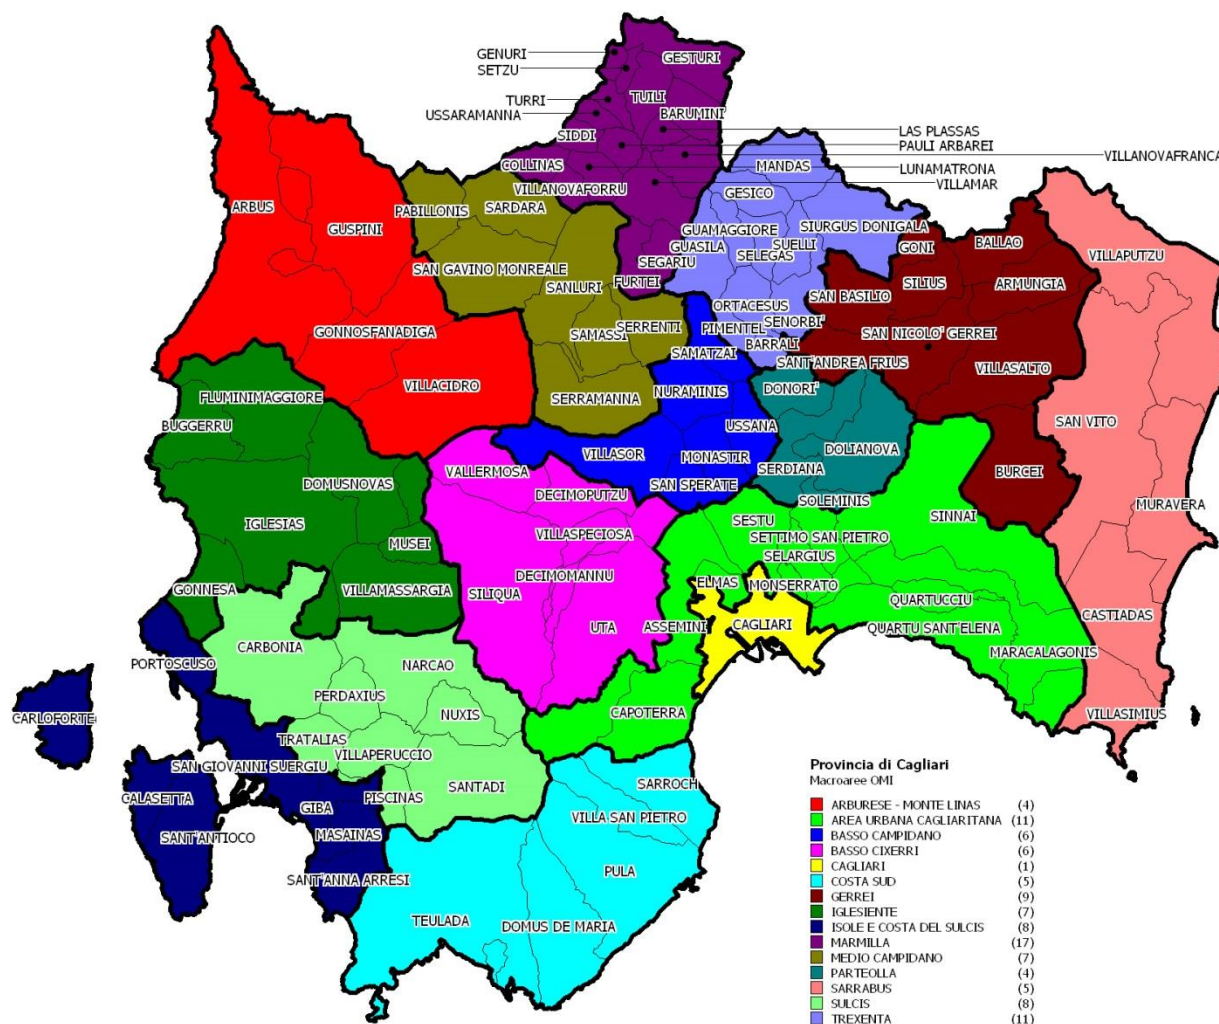 GENURI
GESTURI
SETZU
TUILI
TURRI
USSARAMANNA
BARUMINI
SIDDI
LAS PLASSAS
PAULI ARBAREI
VILLANOVAFRANCA
COLLINAS
MANDAS
LUNAMATRONA
VILLANOVAFORRU
VILLAMAR
GESICO
ARBUS
PABILLONIS
SARDARA
GUSPINI
GUAMAGGIORE
SIURGUS DONIGALA
GUASILA
SUELLI
GONI
BALLAO
VILLAPUTZU
SELEGAS
SEGARIU
SAN GAVINO MONREALE
FURTEI
SILIUS
ARMUNGIA
SANLURI
SAN BASILIO
ORTACESUS
GONNOSFANADIGA
SAMASSI
SERRENTI
PIMENTEL
SENORBI'
SAN NICOLO' GERREI
BARRALI
SAMATZAI
SANT'ANDREA FRIUS
VILLASALTO
VILLACIDRO
DONORI'
FLUMINIMAGGIORE
SERRAMANNA
NURAMINIS
BUGGERRU
USSANA
SAN VITO
VILLASOR
MONASTIR
DOLIANOVA
VALLERMOSA
SERDIANA
BURCEI
DOMUSNOVAS
SAN SPERATE
DECIMOPUTZU
SOLEMINIS
MURAVERA
IGLESIAS
SESTU
SINNAI
VILLASPECIOSA
SETTIMO SAN PIETRO
MUSEI
SELARGIUS
DECIMOMANNU
ELMAS
MONSERRATO
GONNESA
VILLAMASSARGIA
SILIQUA
QUARTUCCIU
CASTIADAS
CAGLIARI
UTA
ASSEMINI
QUARTU SANT'ELENA
CARBONIA
MARACALAGONIS
PORTOSCUSO
NARCAO
PERDAXIUS
CARLOFORTE
NUXIS
CAPOTERRA
VILLASIMIUS
TRATALIAS
VILLAPERUCCIO
SAN GIOVANNI SUERGIU
SARROCH
SANTADI
CALASETTA
PISCINAS
GIBA
VILLA SAN PIETRO
SANT'ANTIOCO
MASAINAS
PULA
SANT'ANNA ARRESI
TEULADA
DOMUS DE MARIA
Provincia di Cagliari
Macroaree OMI
ARBURESE - MONTE LINAS (4)
AREA URBANA CAGLIARITANA (11)
BASSO CAMPIDANO (6)
BASSO CIXERRI (6)
CAGLIARI (1)
COSTA SUD (5)
GERREI (9)
IGLESIENTE (7)
ISOLE E COSTA DEL SULCIS (8)
MARMILLA (17)
MEDIO CAMPIDANO (7)
PARTEOLLA (4)
SARRABUS (5)
SULCIS (8)
TREXENTA (11)